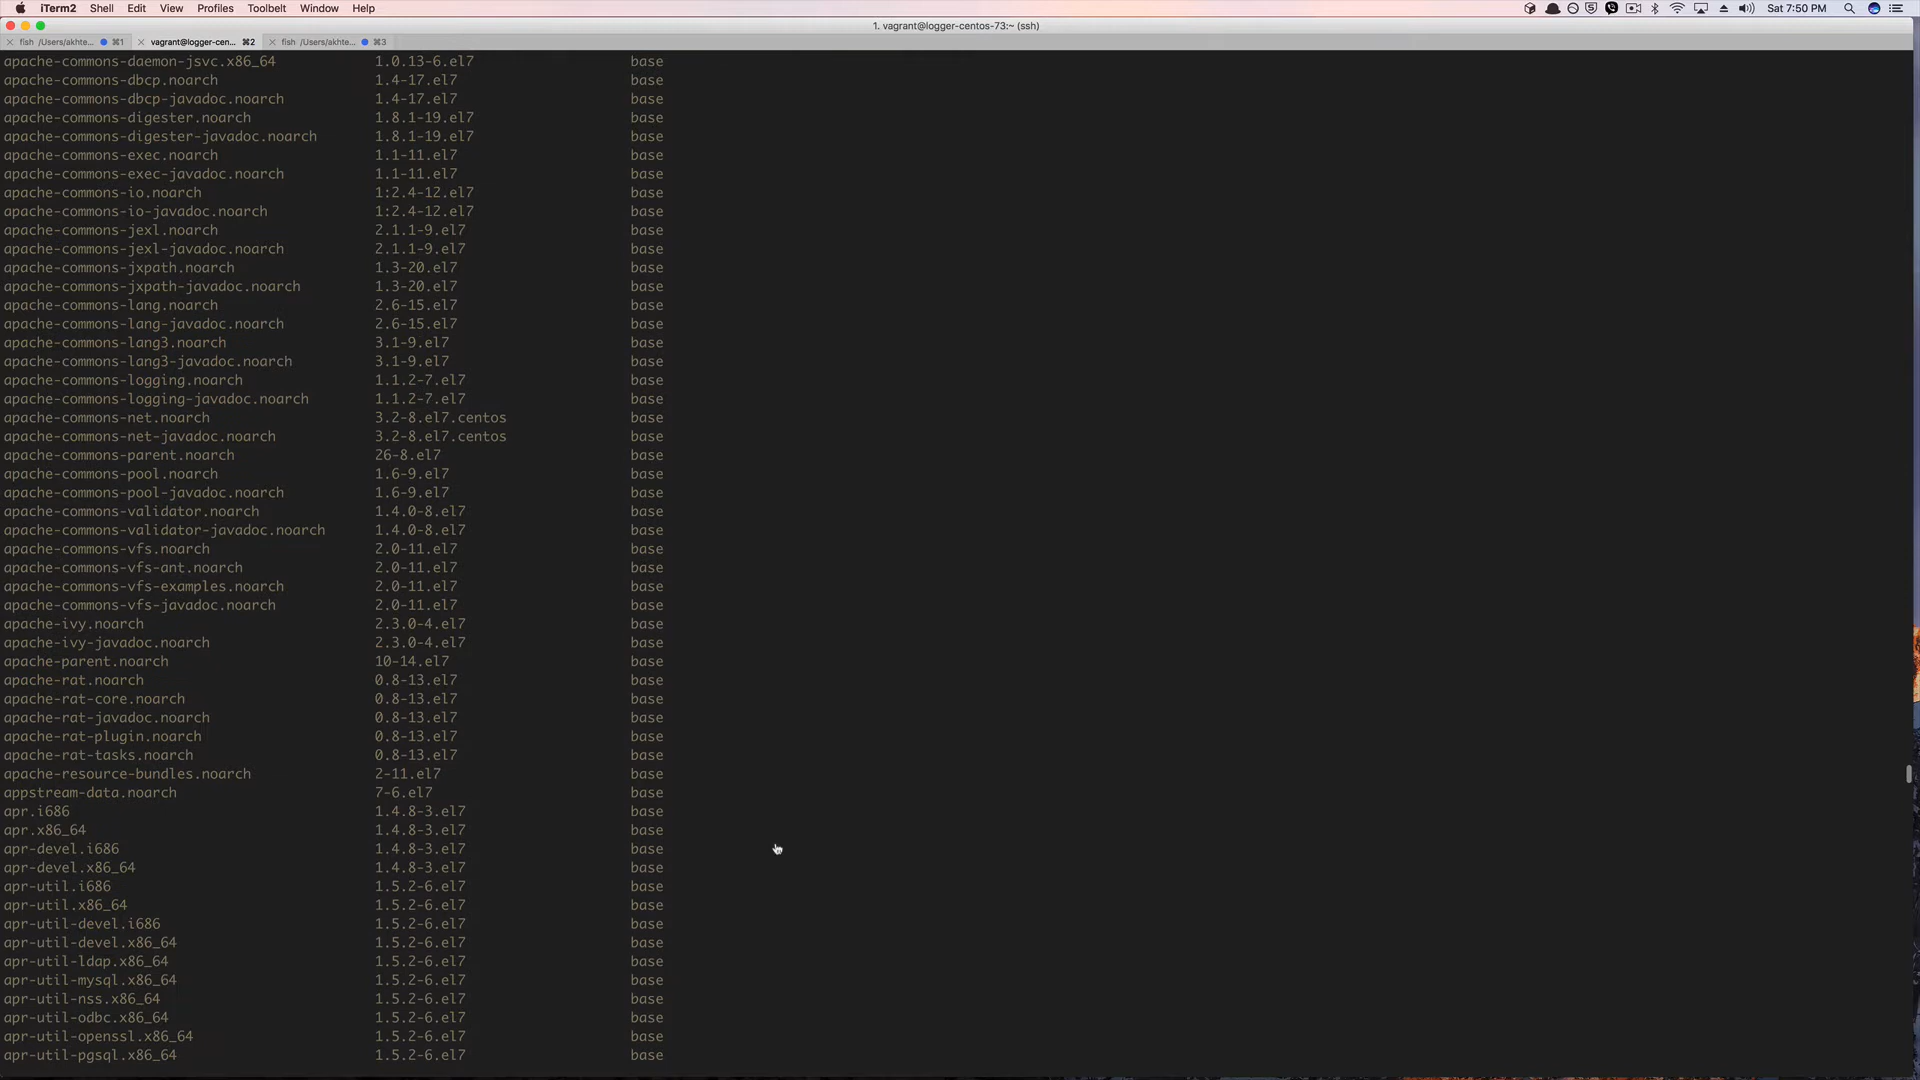 iTerm2 Shell Edit View Profiles Toolbelt Window Help Sat 7:50 PM
1. vagrant@logger-centos-73:~ (ssh)
fish /Users/akhte... ⌘1 vagrant@logger-cen... ⌘2 fish /Users/akhte... ⌘3
apache-commons-daemon-jsvc.x86_64 1.0.13-6.el7 base
apache-commons-dbcp.noarch 1.4-17.el7 base
apache-commons-dbcp-javadoc.noarch 1.4-17.el7 base
apache-commons-digester.noarch 1.8.1-19.el7 base
apache-commons-digester-javadoc.noarch 1.8.1-19.el7 base
apache-commons-exec.noarch 1.1-11.el7 base
apache-commons-exec-javadoc.noarch 1.1-11.el7 base
apache-commons-io.noarch 1:2.4-12.el7 base
apache-commons-io-javadoc.noarch 1:2.4-12.el7 base
apache-commons-jexl.noarch 2.1.1-9.el7 base
apache-commons-jexl-javadoc.noarch 2.1.1-9.el7 base
apache-commons-jxpath.noarch 1.3-20.el7 base
apache-commons-jxpath-javadoc.noarch 1.3-20.el7 base
apache-commons-lang.noarch 2.6-15.el7 base
apache-commons-lang-javadoc.noarch 2.6-15.el7 base
apache-commons-lang3.noarch 3.1-9.el7 base
apache-commons-lang3-javadoc.noarch 3.1-9.el7 base
apache-commons-logging.noarch 1.1.2-7.el7 base
apache-commons-logging-javadoc.noarch 1.1.2-7.el7 base
apache-commons-net.noarch 3.2-8.el7.centos base
apache-commons-net-javadoc.noarch 3.2-8.el7.centos base
apache-commons-parent.noarch 26-8.el7 base
apache-commons-pool.noarch 1.6-9.el7 base
apache-commons-pool-javadoc.noarch 1.6-9.el7 base
apache-commons-validator.noarch 1.4.0-8.el7 base
apache-commons-validator-javadoc.noarch 1.4.0-8.el7 base
apache-commons-vfs.noarch 2.0-11.el7 base
apache-commons-vfs-ant.noarch 2.0-11.el7 base
apache-commons-vfs-examples.noarch 2.0-11.el7 base
apache-commons-vfs-javadoc.noarch 2.0-11.el7 base
apache-ivy.noarch 2.3.0-4.el7 base
apache-ivy-javadoc.noarch 2.3.0-4.el7 base
apache-parent.noarch 10-14.el7 base
apache-rat.noarch 0.8-13.el7 base
apache-rat-core.noarch 0.8-13.el7 base
apache-rat-javadoc.noarch 0.8-13.el7 base
apache-rat-plugin.noarch 0.8-13.el7 base
apache-rat-tasks.noarch 0.8-13.el7 base
apache-resource-bundles.noarch 2-11.el7 base
appstream-data.noarch 7-6.el7 base
apr.i686 1.4.8-3.el7 base
apr.x86_64 1.4.8-3.el7 base
apr-devel.i686 1.4.8-3.el7 base
apr-devel.x86_64 1.4.8-3.el7 base
apr-util.i686 1.5.2-6.el7 base
apr-util.x86_64 1.5.2-6.el7 base
apr-util-devel.i686 1.5.2-6.el7 base
apr-util-devel.x86_64 1.5.2-6.el7 base
apr-util-ldap.x86_64 1.5.2-6.el7 base
apr-util-mysql.x86_64 1.5.2-6.el7 base
apr-util-nss.x86_64 1.5.2-6.el7 base
apr-util-odbc.x86_64 1.5.2-6.el7 base
apr-util-openssl.x86_64 1.5.2-6.el7 base
apr-util-pgsql.x86_64 1.5.2-6.el7 base